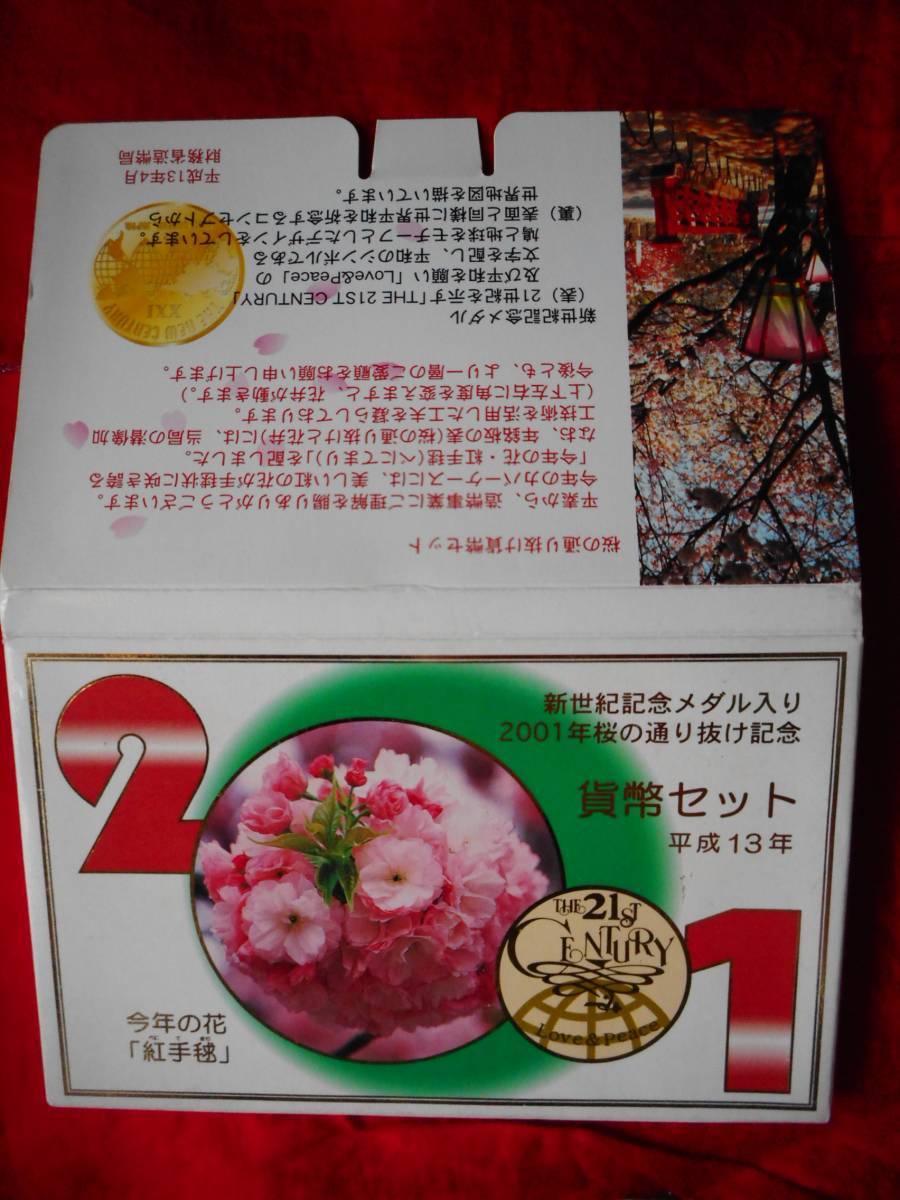 桜の通り抜け貨幣セット
平素から、造幣事業にご理解を賜りありがとうございます。
今年のカバーケースには、美しい紅の花が手毬状に咲き誇る
「今年の花・紅手毬(べにてまり)」を配しました。
なお、年銘板の表(桜の通り抜けと花弁)には、当局の潜像加
工技術を活用した工夫を凝らしております。
(上下左右に角度を変えますと、花弁が動きます。)
今後とも、より一層のご愛顧をお願い申し上げます。
新世紀記念メダル
(表)21世紀を示す「THE 21ST CENTURY」
及び平和を願い「Love&Peace」の
文字を配し、平和のシンボルである
鳩と地球をモチーフとしたデザインをしています。
(裏)表面と同様に世界平和を祈念するコンセプトから
世界地図を描いています。
平成13年4月
財務省造幣局
XXI
THE NEW CENTURY
2
1
新世紀記念メダル入り
2001年桜の通り抜け記念
貨幣セット
平成13年
THE 21ST
CENTURY
Love & Peace
今年の花
「紅手毬」